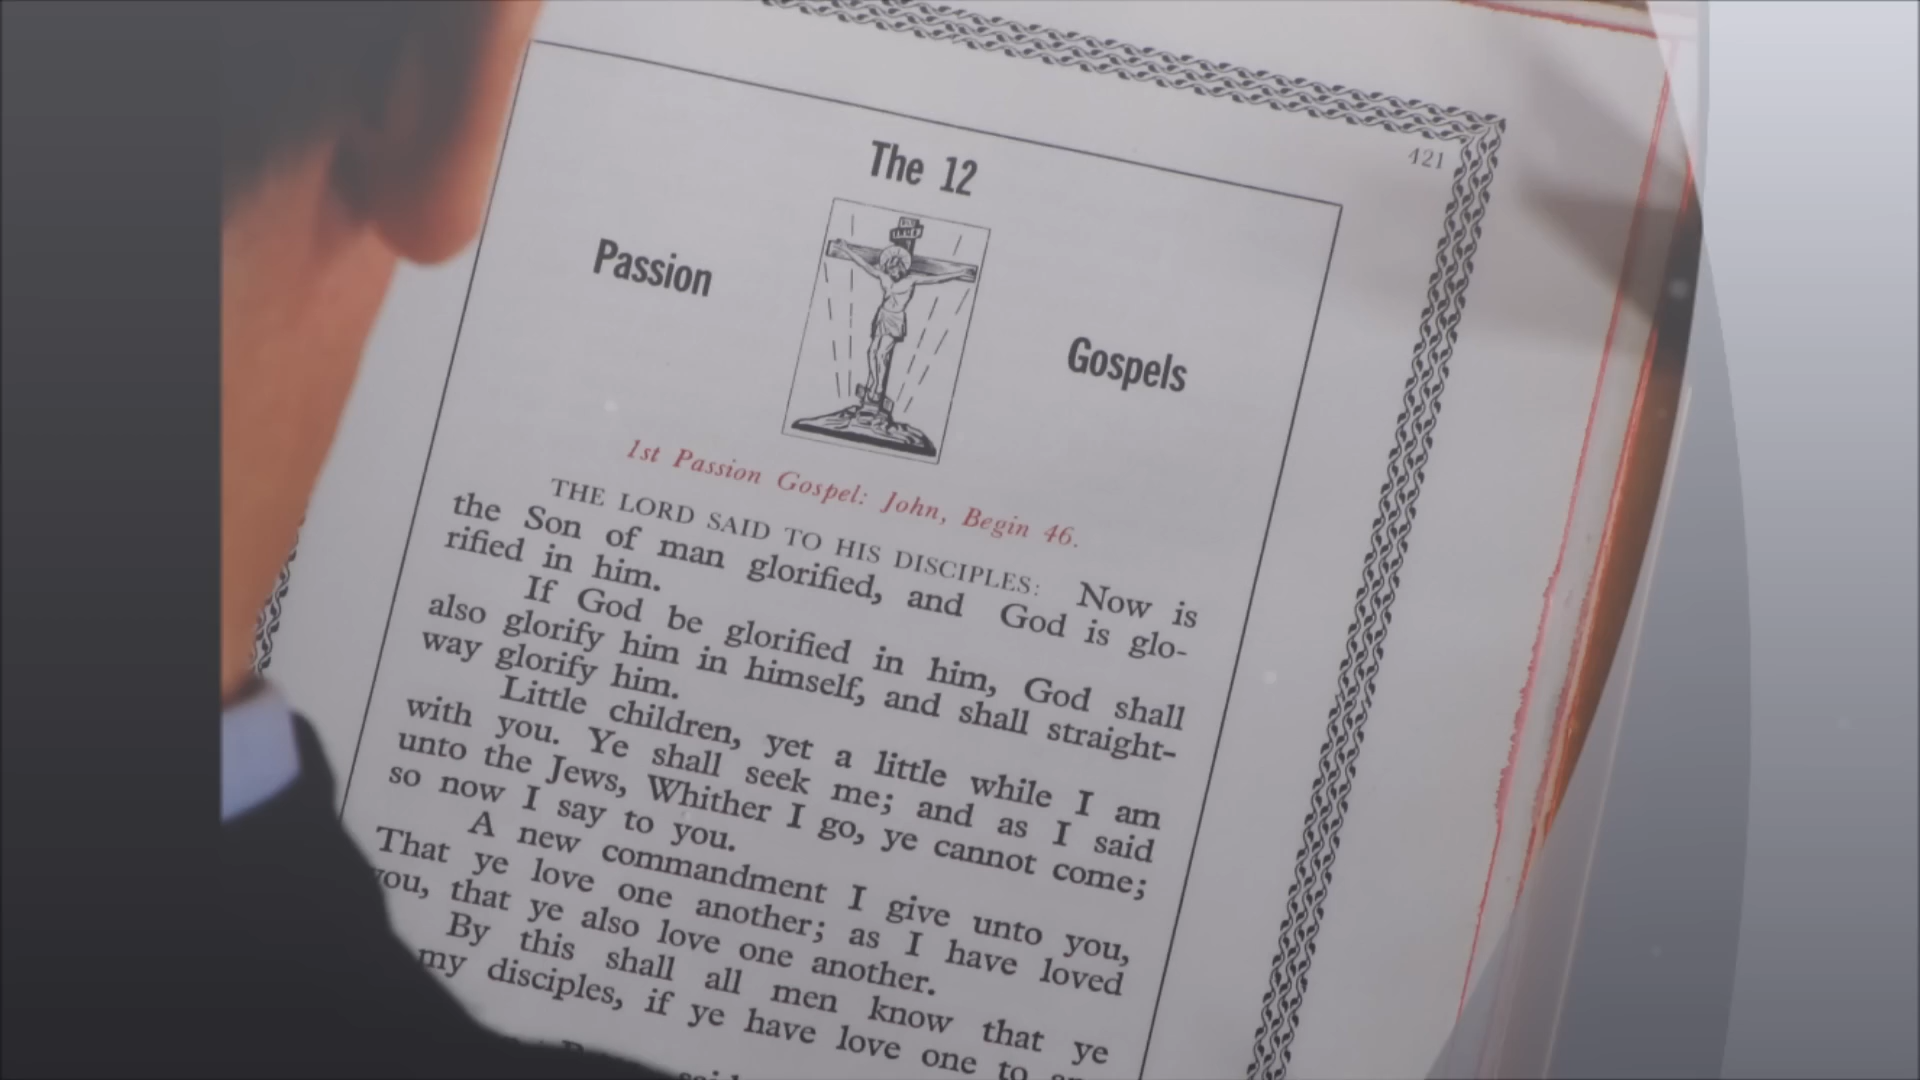 421
The 12
Passion
Gospels
1st Passion Gospel: John, Begin 46.
THE LORD SAID TO HIS DISCIPLES: Now is
the Son of man glorified, and God is glo-
rified in him.
If God be glorified in him, God shall
also glorify him in himself, and shall straight-
way glorify him.
Little children, yet a little while I am
with you. Ye shall seek me; and as I said
unto the Jews, Whither I go, ye cannot come;
so now I say to you.
A new commandment I give unto you,
That ye love one another; as I have loved
you, that ye also love one another.
By this shall all men know that ye
my disciples, if ye have love one to